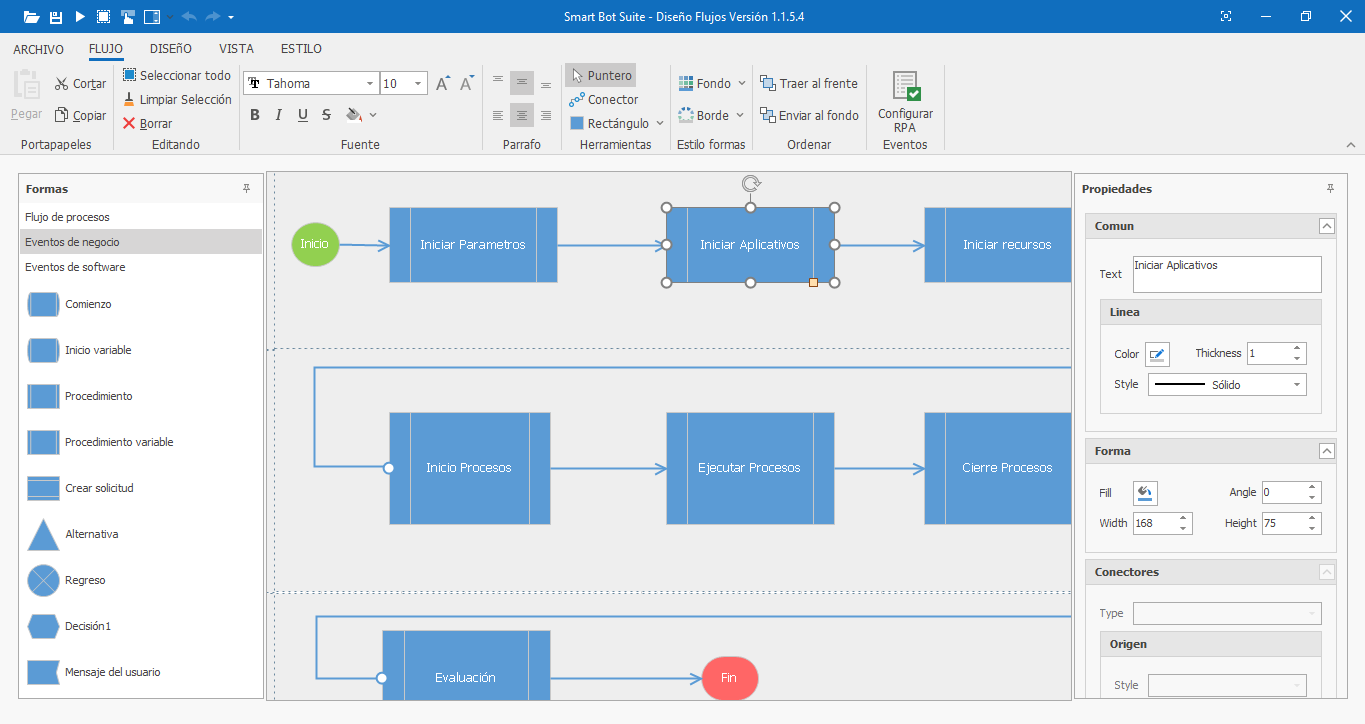 Smart Bot Suite - Diseño Flujos Versión 1.1.5.4
ARCHIVO FLUJO DISEñO VISTA ESTILO
Pegar
Cortar
Copiar
Portapapeles
Seleccionar todo
Limpiar Selección
Borrar
Editando
Tahoma 10 A A
B I U S
Fuente
Parrafo
Puntero
Conector
Rectángulo
Herramientas
Fondo
Borde
Estilo formas
Traer al frente
Enviar al fondo
Ordenar
Configurar
RPA
Eventos
Formas
Flujo de procesos
Eventos de negocio
Eventos de software
Comienzo
Inicio variable
Procedimiento
Procedimiento variable
Crear solicitud
Alternativa
Regreso
Decisión1
Mensaje del usuario
Inicio
Iniciar Parametros
Iniciar Aplicativos
Iniciar recursos
Inicio Procesos
Ejecutar Procesos
Cierre Procesos
Evaluación
Fin
Propiedades
Comun
Text Iniciar Aplicativos
Linea
Color Thickness 1
Style Sólido
Forma
Fill Angle 0
Width 168 Height 75
Conectores
Type
Origen
Style